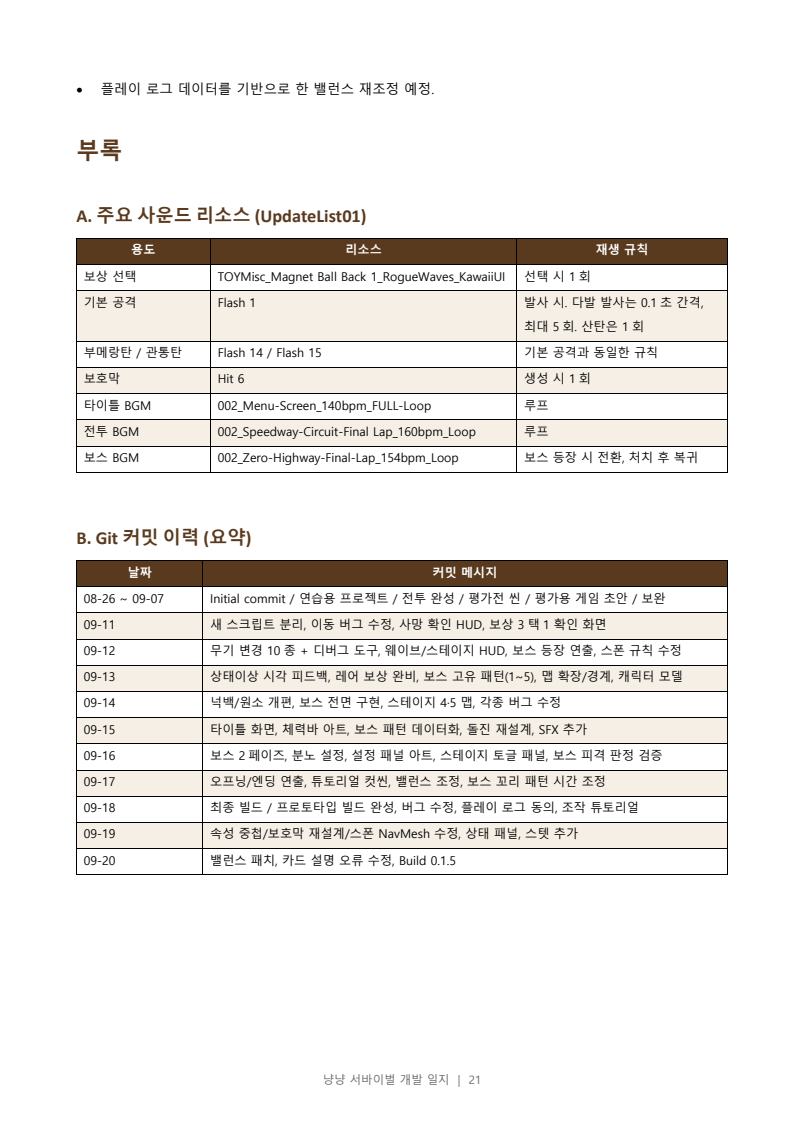 • 플레이 로그 데이터를 기반으로 한 밸런스 재조정 예정.
부록
A. 주요 사운드 리소스 (UpdateList01)
용도 리소스 재생 규칙
보상 선택 TOYMisc_Magnet Ball Back 1_RogueWaves_KawaiiUI 선택 시 1 회
기본 공격 Flash 1 발사 시. 다발 발사는 0.1 초 간격,
최대 5 회. 산탄은 1 회
부메랑탄 / 관통탄 Flash 14 / Flash 15 기본 공격과 동일한 규칙
보호막 Hit 6 생성 시 1 회
타이틀 BGM 002_Menu-Screen_140bpm_FULL-Loop 루프
전투 BGM 002_Speedway-Circuit-Final Lap_160bpm_Loop 루프
보스 BGM 002_Zero-Highway-Final-Lap_154bpm_Loop 보스 등장 시 전환, 처치 후 복귀
B. Git 커밋 이력 (요약)
날짜 커밋 메시지
08-26 ~ 09-07 Initial commit / 연습용 프로젝트 / 전투 완성 / 평가전 씬 / 평가용 게임 초안 / 보완
09-11 새 스크립트 분리, 이동 버그 수정, 사망 확인 HUD, 보상 3 택 1 확인 화면
09-12 무기 변경 10 종 + 디버그 도구, 웨이브/스테이지 HUD, 보스 등장 연출, 스폰 규칙 수정
09-13 상태이상 시각 피드백, 레어 보상 완비, 보스 고유 패턴(1~5), 맵 확장/경계, 캐릭터 모델
09-14 넉백/원소 개편, 보스 전면 구현, 스테이지 4·5 맵, 각종 버그 수정
09-15 타이틀 화면, 체력바 아트, 보스 패턴 데이터화, 돌진 재설계, SFX 추가
09-16 보스 2 페이즈, 분노 설정, 설정 패널 아트, 스테이지 토글 패널, 보스 피격 판정 검증
09-17 오프닝/엔딩 연출, 튜토리얼 컷씬, 밸런스 조정, 보스 꼬리 패턴 시간 조정
09-18 최종 빌드 / 프로토타입 빌드 완성, 버그 수정, 플레이 로그 동의, 조작 튜토리얼
09-19 속성 중첩/보호막 재설계/스폰 NavMesh 수정, 상태 패널, 스텟 추가
09-20 밸런스 패치, 카드 설명 오류 수정, Build 0.1.5
냥냥 서바이벌 개발 일지 | 21